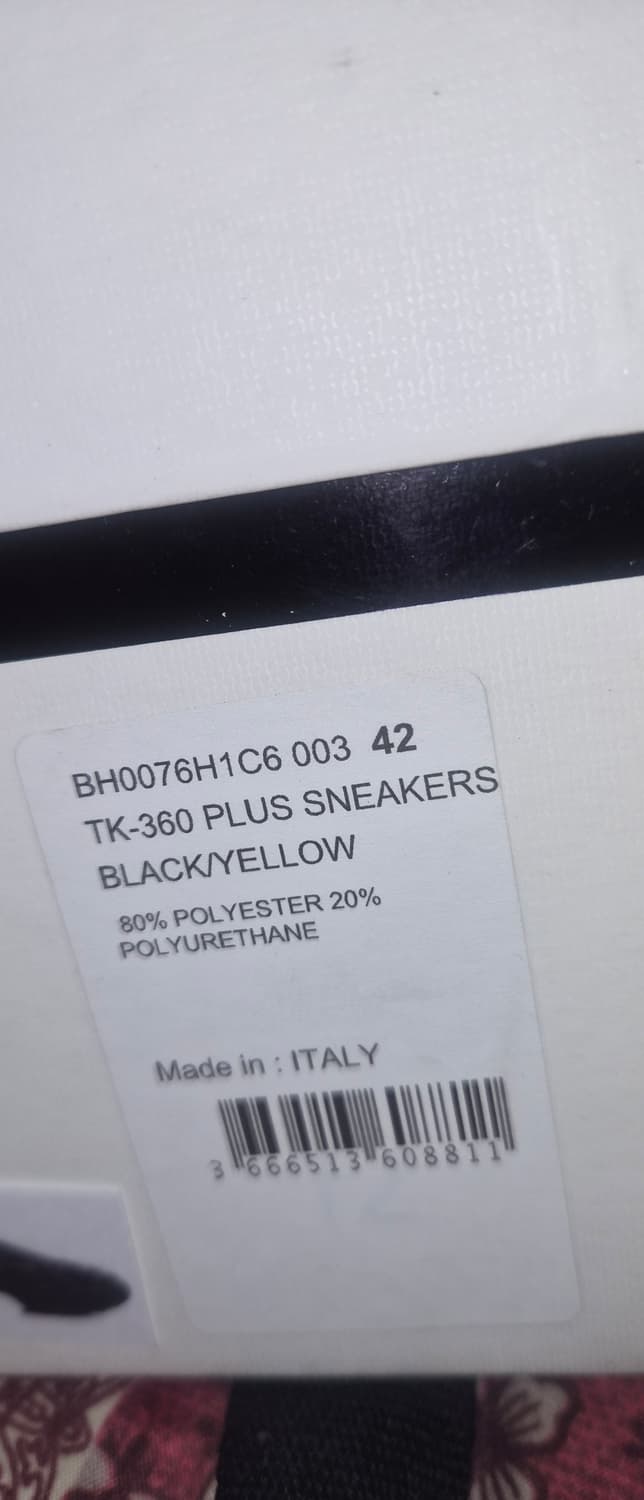 BH0076H1C6 003 42
TK-360 PLUS SNEAKERS
BLACK/YELLOW
80% POLYESTER 20%
POLYURETHANE
Made in : ITALY
3 666513 608811